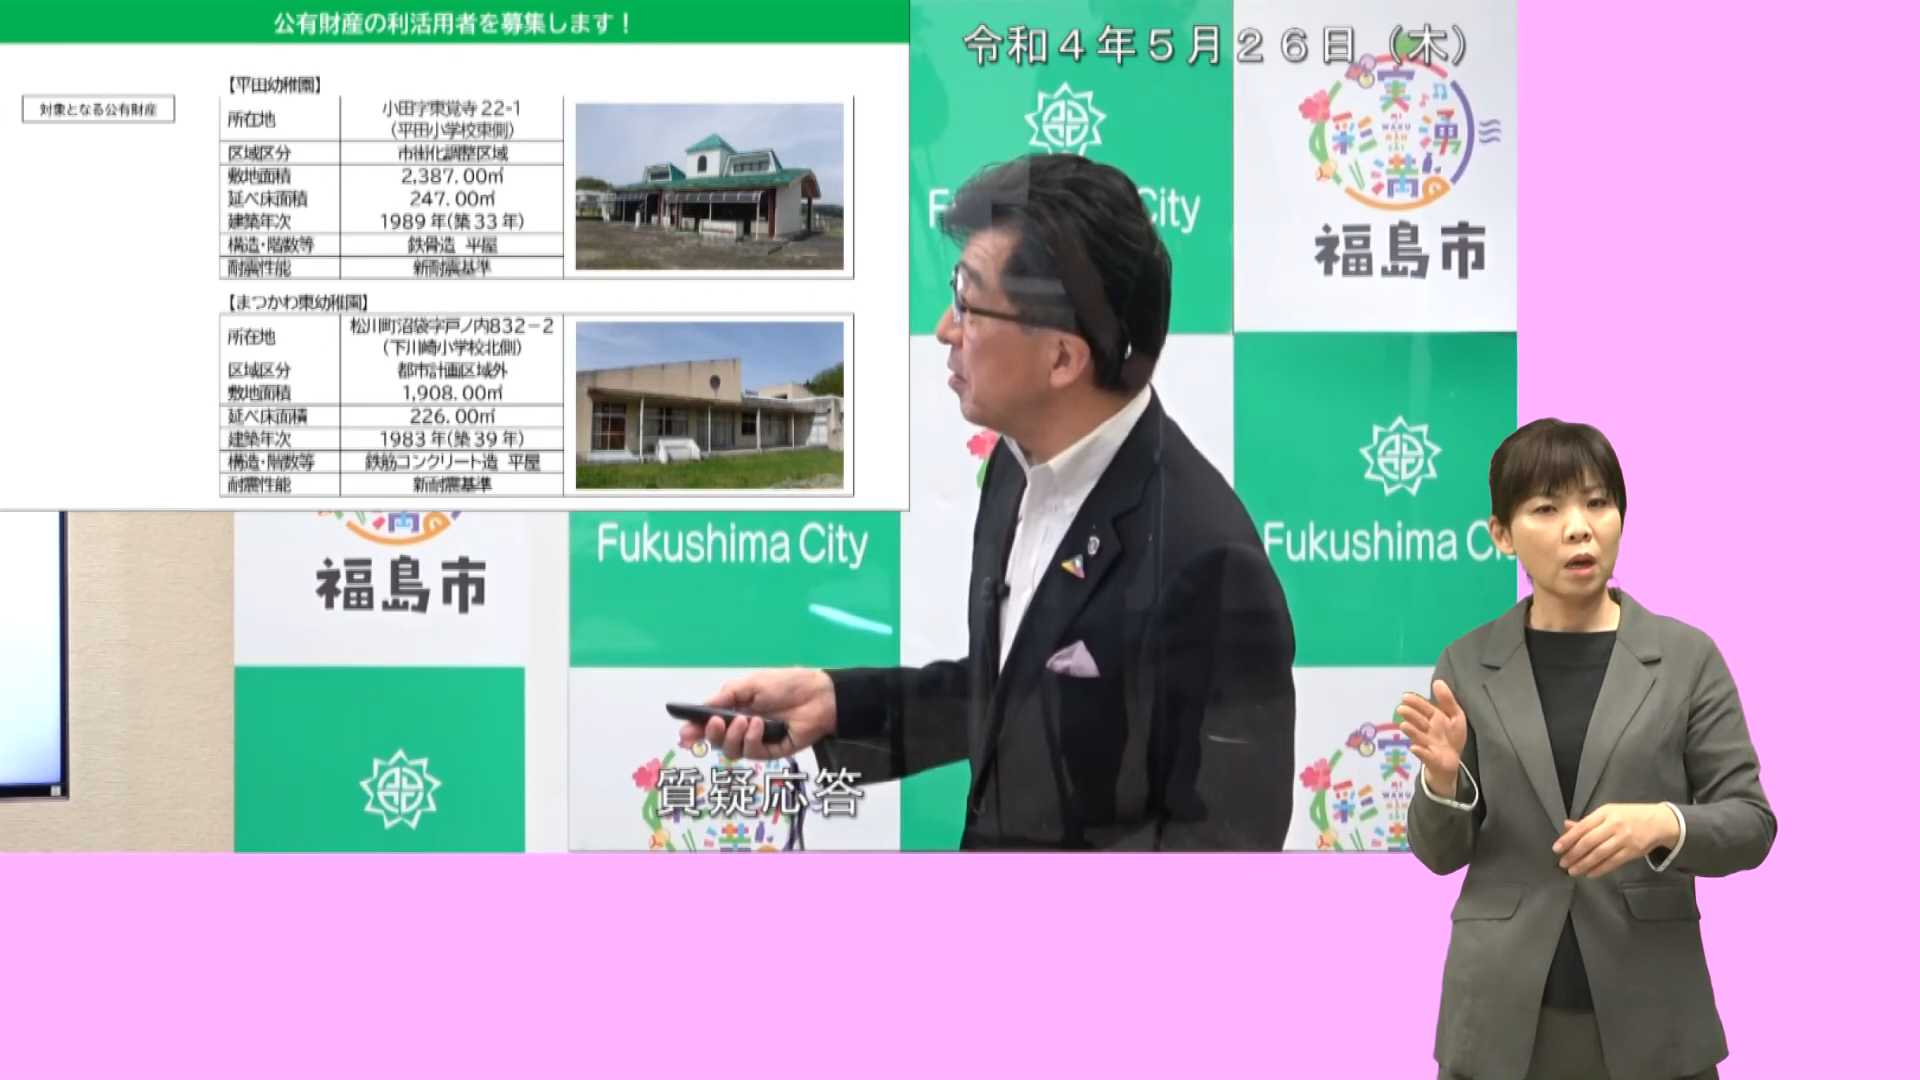 公有財産の利活用者を募集します！
対象となる公有財産
【平田幼稚園】
所在地 小田字東覚寺 22-1
（平田小学校東側）
区域区分 市街化調整区域
敷地面積 2,387.00㎡
延べ床面積 247.00㎡
建築年次 1989 年(築 33 年)
構造・階数等 鉄骨造 平屋
耐震性能 新耐震基準
【まつかわ東幼稚園】
所在地 松川町沼袋字戸ノ内832－2
（下川崎小学校北側）
区域区分 都市計画区域外
敷地面積 1,908.00㎡
延べ床面積 226.00㎡
建築年次 1983 年(築 39 年)
構造・階数等 鉄筋コンクリート造 平屋
耐震性能 新耐震基準
令和４年５月２６日（木）
実
湧
満
彩
福島市
City
福島市
Fukushima City
Fukushima C
質疑応答
実
彩